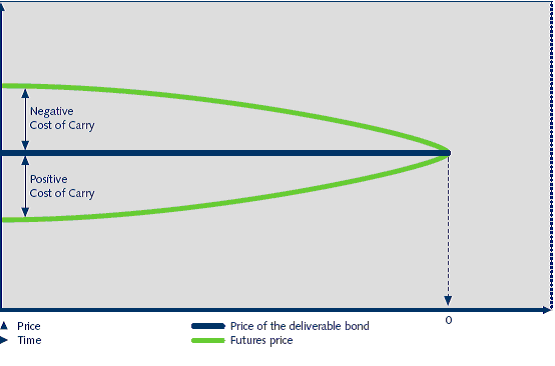 Negative
Cost of Carry
Positive
Cost of Carry
0
Price
Time
Price of the deliverable bond
Futures price